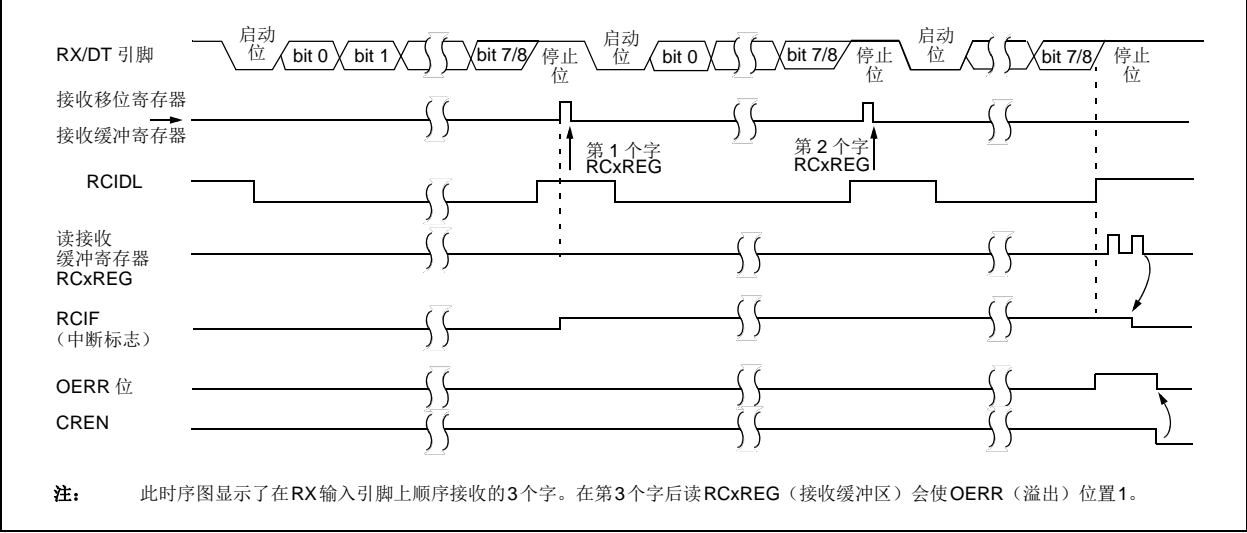 RX/DT 引脚
启动
位
bit 0
bit 1
bit 7/8
停止
位
启动
位
bit 0
bit 7/8
停止
位
启动
位
bit 7/8
停止
位
接收移位寄存器
接收缓冲寄存器
第 1 个字
RCxREG
第 2 个字
RCxREG
RCIDL
读接收
缓冲寄存器
RCxREG
RCIF
（中断标志）
OERR 位
CREN
注： 此时序图显示了在RX输入引脚上顺序接收的3个字。在第3个字后读RCxREG（接收缓冲区）会使OERR（溢出）位置1。